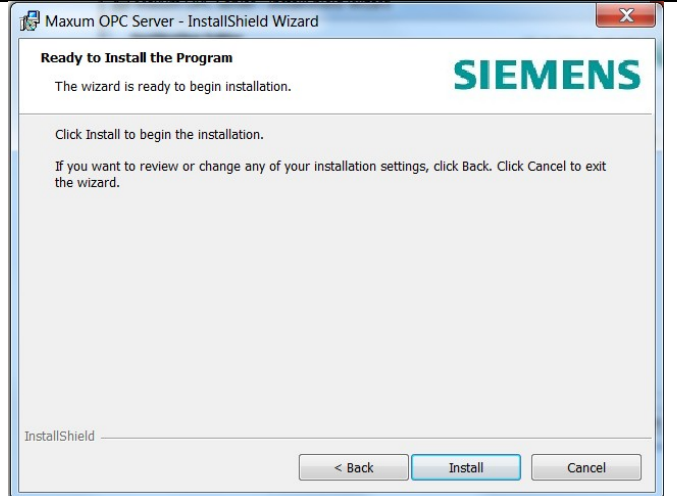 Maxum OPC Server - InstallShield Wizard
X
Ready to Install the Program
The wizard is ready to begin installation.
SIEMENS
Click Install to begin the installation.
If you want to review or change any of your installation settings, click Back. Click Cancel to exit
the wizard.
InstallShield
< Back
Install
Cancel